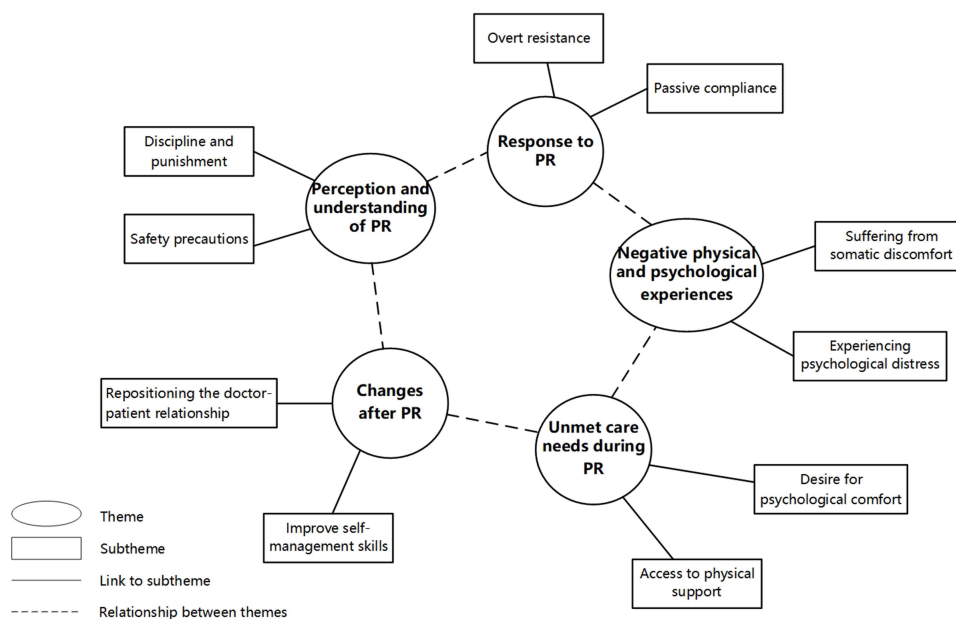 Overt resistance
Passive compliance
Response to
PR
Discipline and
punishment
Perception and
understanding
of PR
Safety precautions
Suffering from
somatic discomfort
Negative physical
and psychological
experiences
Experiencing
psychological distress
Repositioning the doctor-
patient relationship
Changes
after PR
Unmet care
needs during
PR
Desire for
psychological comfort
Improve self-
management skills
Access to physical
support
Theme
Subtheme
Link to subtheme
Relationship between themes